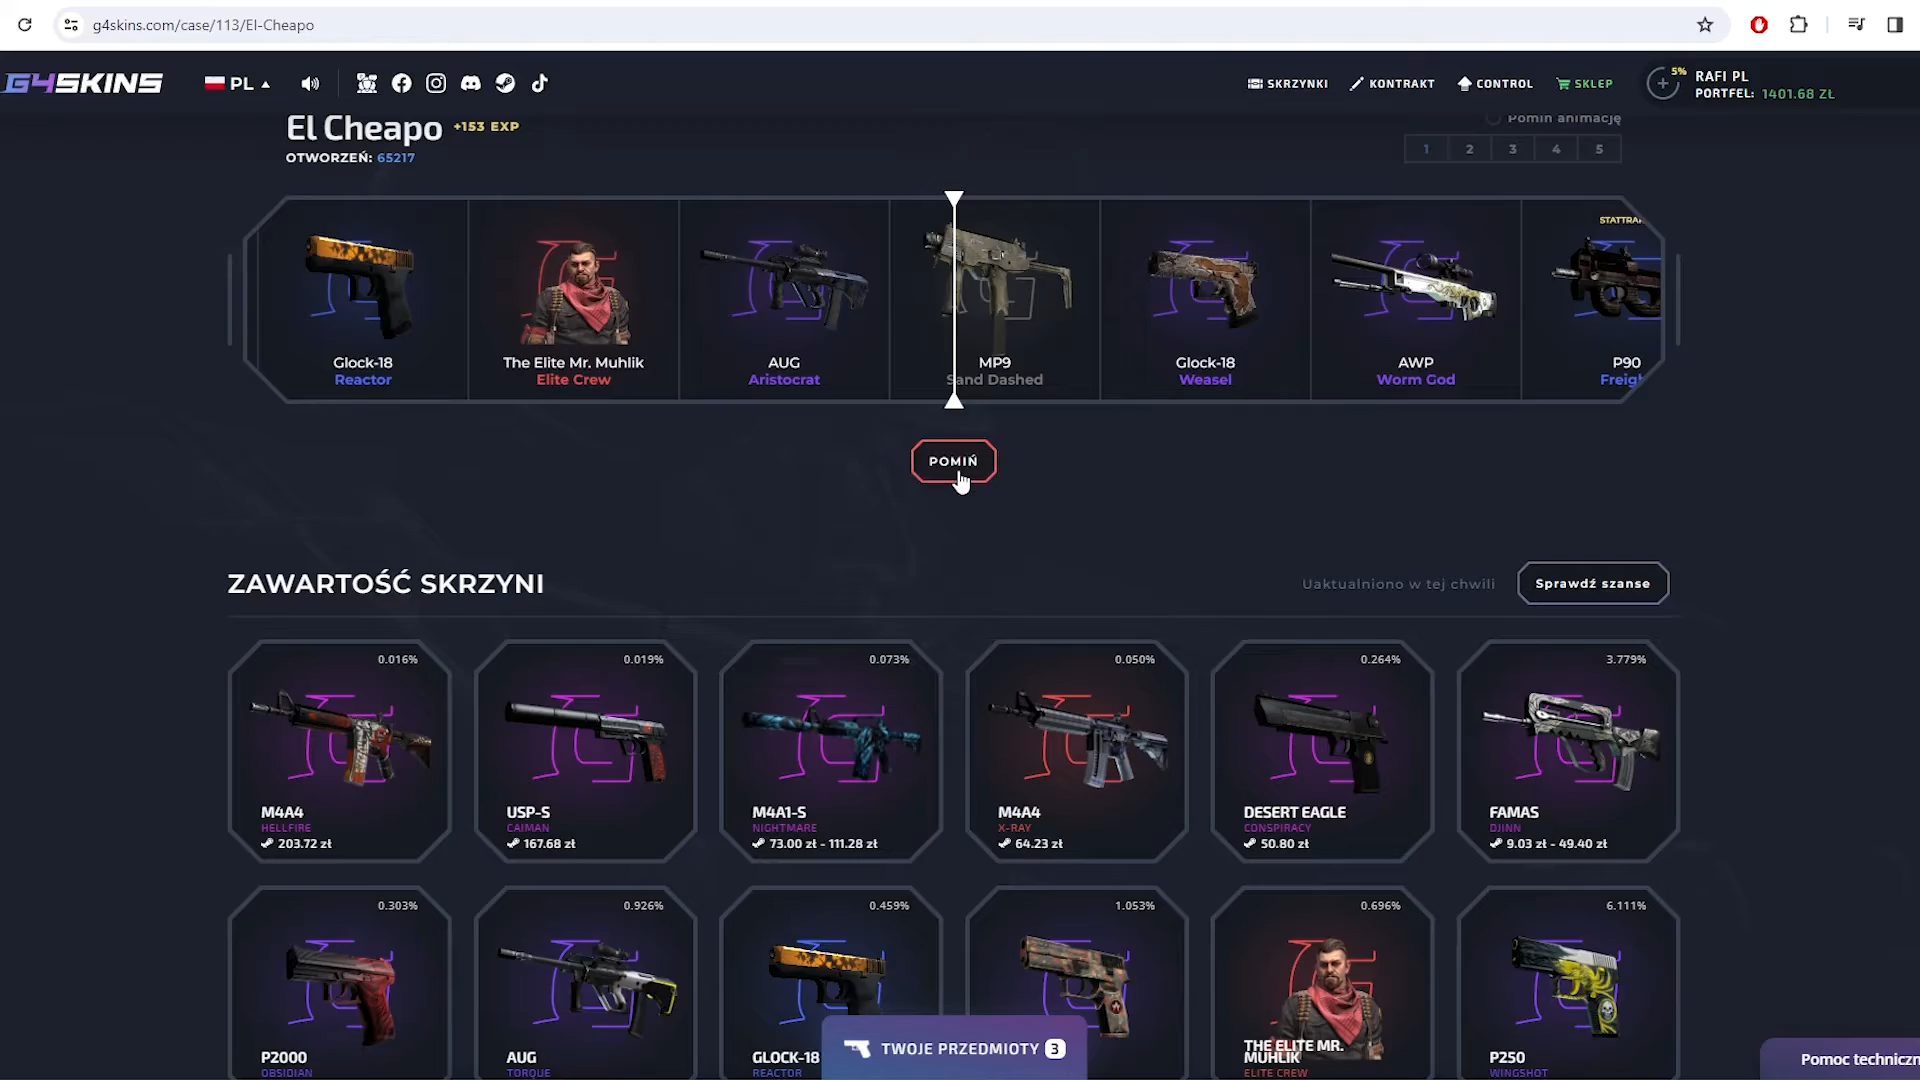 g4skins.com/case/113/El-Cheapo
G4SKINS
PL
SKRZYNKI
KONTRAKT
CONTROL
SKLEP
5%
RAFI PL
PORTFEL: 1401.68 ZŁ
El Cheapo +153 EXP
OTWORZEŃ: 65217
Pomin animację
1 2 3 4 5
STATTRA
Glock-18
Reactor
The Elite Mr. Muhlik
Elite Crew
AUG
Aristocrat
MP9
Sand Dashed
Glock-18
Weasel
AWP
Worm God
P90
Freigh
POMIŃ
ZAWARTOŚĆ SKRZYNI
Uaktualniono w tej chwili
Sprawdź szanse
0.016%
M4A4
HELLFIRE
203.72 zł
0.019%
USP-S
CAIMAN
167.68 zł
0.073%
M4A1-S
NIGHTMARE
73.00 zł - 111.28 zł
0.050%
M4A4
X-RAY
64.23 zł
0.264%
DESERT EAGLE
CONSPIRACY
50.80 zł
3.779%
FAMAS
DJINN
9.03 zł - 49.40 zł
0.303%
P2000
OBSIDIAN
0.926%
AUG
TORQUE
0.459%
GLOCK-18
REACTOR
1.053%
0.696%
THE ELITE MR.
MUHLIK
ELITE CREW
6.111%
P250
WINGSHOT
TWOJE PRZEDMIOTY 3
Pomoc techniczn